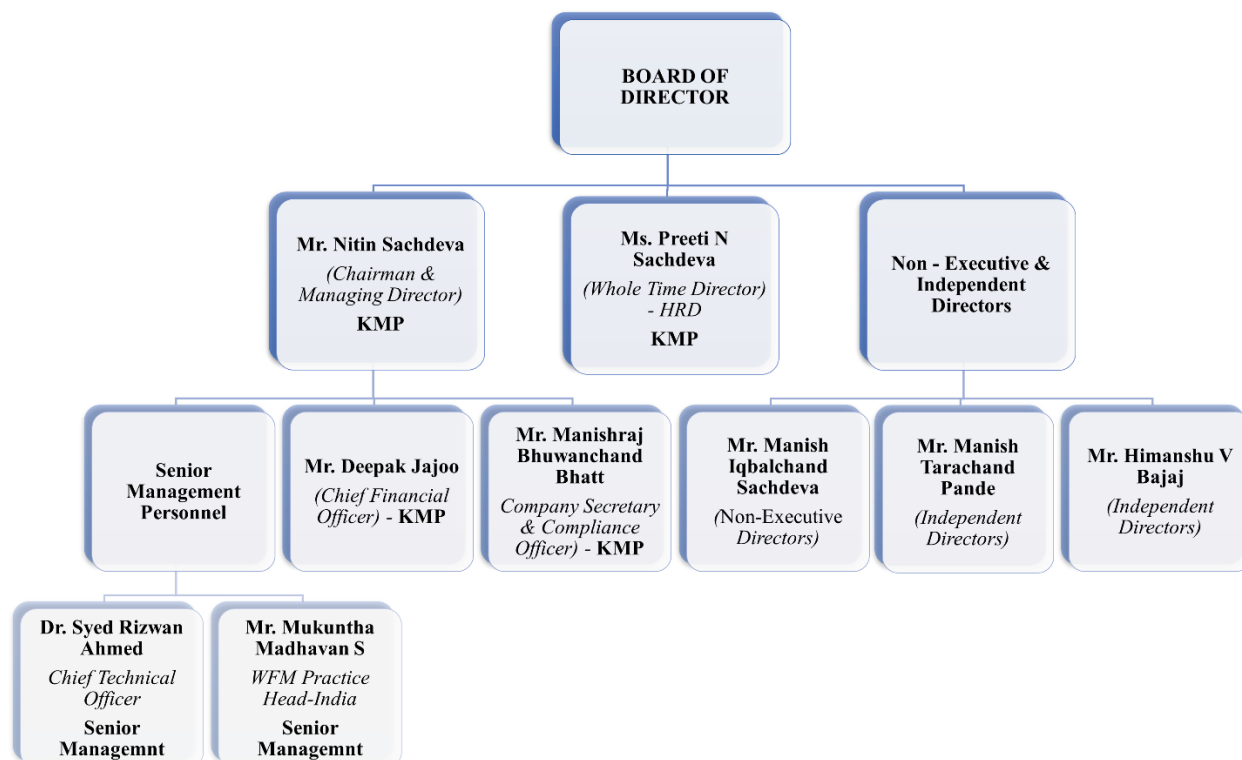 BOARD OF
DIRECTOR
Mr. Nitin Sachdeva
(Chairman &
Managing Director)
KMP
Ms. Preeti N
Sachdeva
(Whole Time Director)
- HRD
KMP
Non - Executive &
Independent
Directors
Senior
Management
Personnel
Mr. Deepak Jajoo
(Chief Financial
Officer) - KMP
Mr. Manishraj
Bhuwanchand
Bhatt
Company Secretary
& Compliance
Officer) - KMP
Mr. Manish
Iqbalchand
Sachdeva
(Non-Executive
Directors)
Mr. Manish
Tarachand
Pande
(Independent
Directors)
Mr. Himanshu V
Bajaj
(Independent
Directors)
Dr. Syed Rizwan
Ahmed
Chief Technical
Officer
Senior
Managemnt
Mr. Mukuntha
Madhavan S
WFM Practice
Head-India
Senior
Managemnt